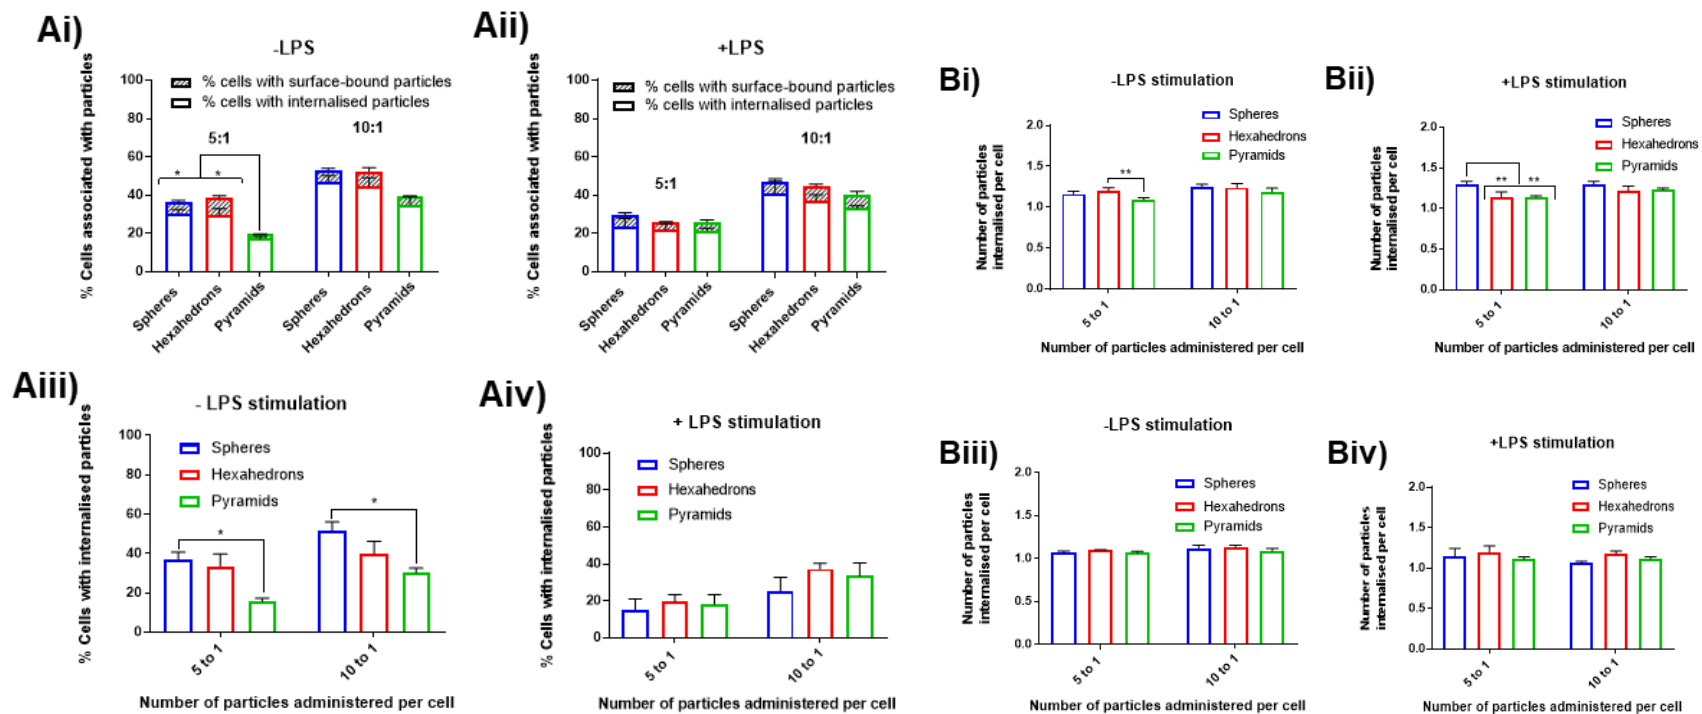 Ai)
-LPS
% cells with surface-bound particles
% cells with internalised particles
% Cells associated with particles
100
80
60
40
20
0
5:1
10:1
*
*
Spheres
Hexahedrons
Pyramids
Spheres
Hexahedrons
Pyramids
Aii)
+LPS
% cells with surface-bound particles
% cells with internalised particles
% Cells associated with particles
100
80
60
40
20
0
5:1
10:1
Spheres
Hexahedrons
Pyramids
Spheres
Hexahedrons
Pyramids
Bi)
-LPS stimulation
Spheres
Hexahedrons
Pyramids
Number of particles
internalised per cell
2.0
1.5
1.0
0.5
0.0
**
5 to 1
10 to 1
Number of particles administered per cell
Bii)
+LPS stimulation
Spheres
Hexahedrons
Pyramids
Number of particles
internalised per cell
2.0
1.5
1.0
0.5
0.0
**
**
5 to 1
10 to 1
Number of particles administered per cell
Aiii)
- LPS stimulation
Spheres
Hexahedrons
Pyramids
% Cells with internalised particles
100
80
60
40
20
0
*
*
5 to 1
10 to 1
Number of particles administered per cell
Aiv)
+ LPS stimulation
Spheres
Hexahedrons
Pyramids
% Cells with internalised particles
100
80
60
40
20
0
5 to 1
10 to 1
Number of particles administered per cell
Biii)
-LPS stimulation
Spheres
Hexahedrons
Pyramids
Number of particles
internalised per cell
2.0
1.5
1.0
0.5
0.0
5 to 1
10 to 1
Number of particles administered per cell
Biv)
+LPS stimulation
Spheres
Hexahedrons
Pyramids
Number of particles
internalised per cell
2.0
1.5
1.0
0.5
0.0
5 to 1
10 to 1
Number of particles administered per cell